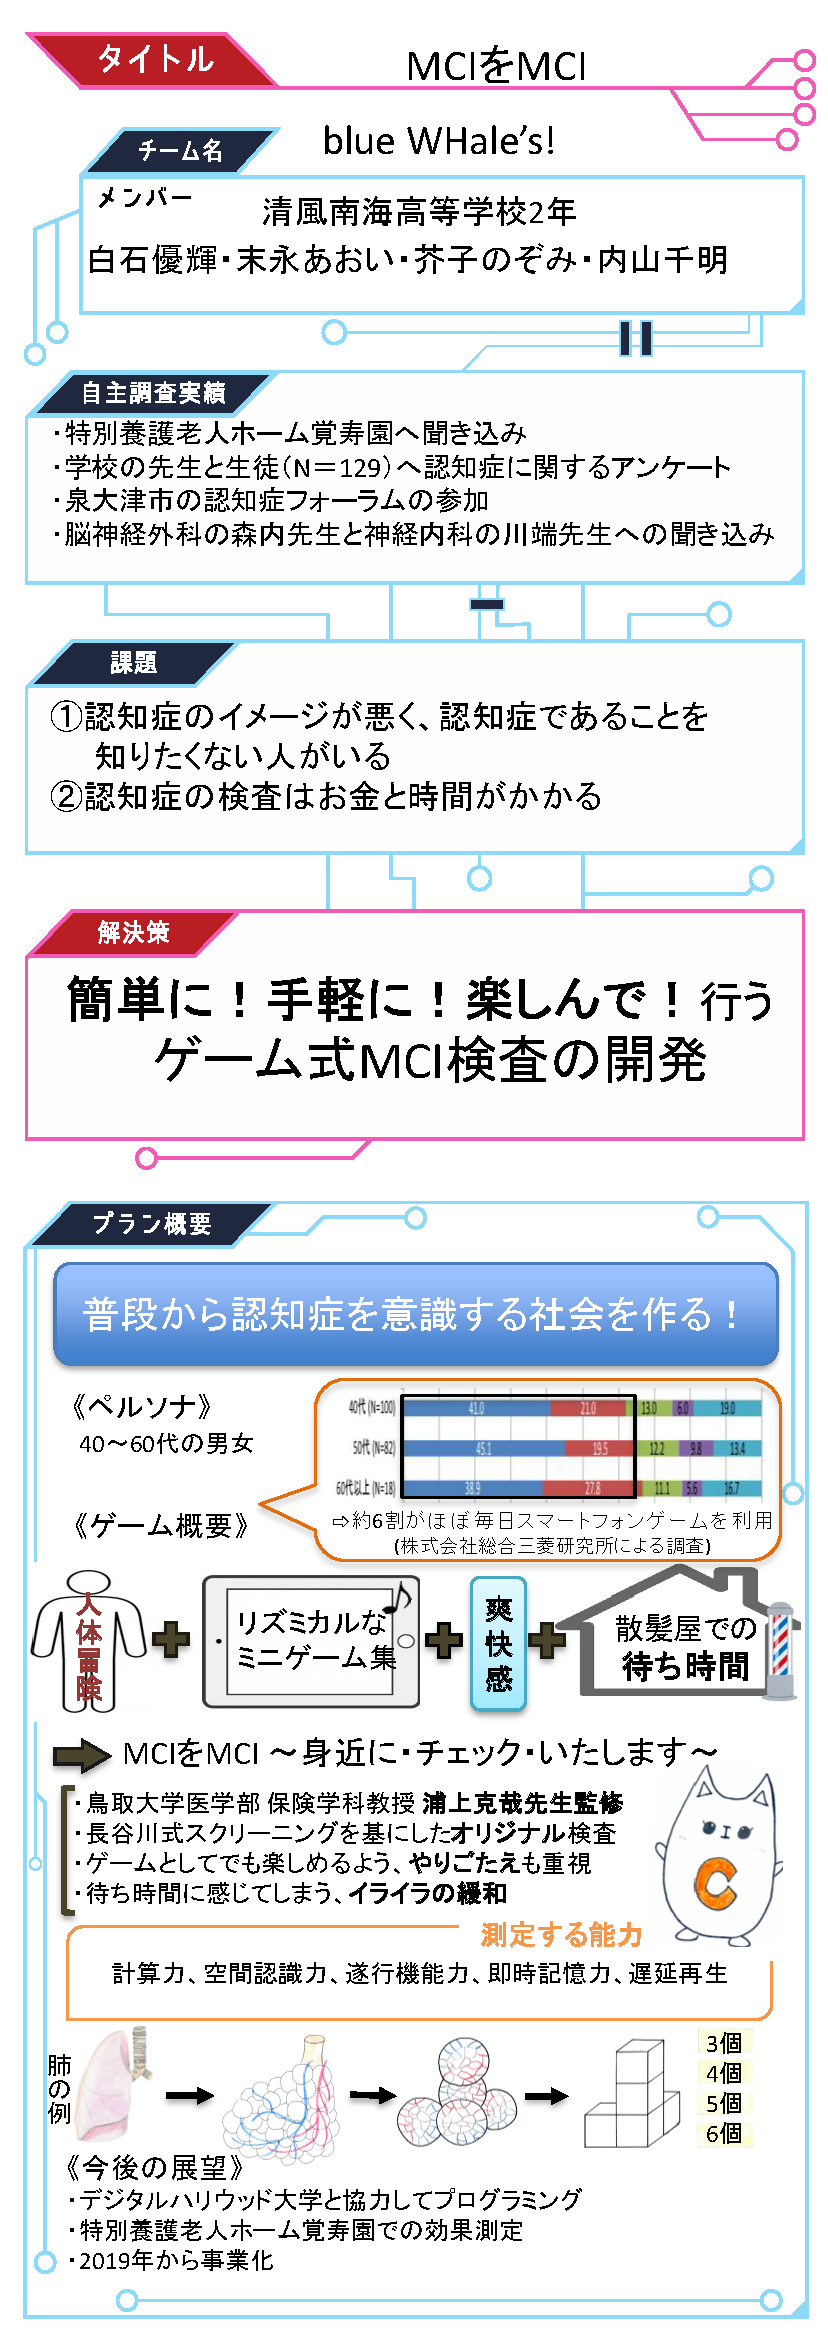 タイトル
MCIをMCI
チーム名
blue WHale’s!
メンバー
清風南海高等学校2年
白石優輝・末永あおい・芥子のぞみ・内山千明
自主調査実績
・特別養護老人ホーム覚寿園へ聞き込み
・学校の先生と生徒（N＝129）へ認知症に関するアンケート
・泉大津市の認知症フォーラムの参加
・脳神経外科の森内先生と神経内科の川端先生への聞き込み
課題
①認知症のイメージが悪く、認知症であることを
知りたくない人がいる
②認知症の検査はお金と時間がかかる
解決策
簡単に！手軽に！楽しんで！行う
ゲーム式MCI検査の開発
プラン概要
普段から認知症を意識する社会を作る！
《ペルソナ》
40～60代の男女
40代(N=100) 41.0 21.0 13.0 6.0 19.0
50代(N=82) 45.1 19.5 12.2 9.8 13.4
60代以上(N=18) 38.9 27.8 11.1 5.6 16.7
⇨約6割がほぼ毎日スマートフォンゲームを利用
(株式会社総合三菱研究所による調査)
《ゲーム概要》
人体冒険
リズミカルな
ミニゲーム集
爽快感
散髪屋での
待ち時間
MCIをMCI ～身近に・チェック・いたします～
・鳥取大学医学部 保険学科教授 浦上克哉先生監修
・長谷川式スクリーニングを基にしたオリジナル検査
・ゲームとしてでも楽しめるよう、やりごたえも重視
・待ち時間に感じてしまう、イライラの緩和
C
測定する能力
計算力、空間認識力、遂行機能力、即時記憶力、遅延再生
肺の例
3個
4個
5個
6個
《今後の展望》
・デジタルハリウッド大学と協力してプログラミング
・特別養護老人ホーム覚寿園での効果測定
・2019年から事業化